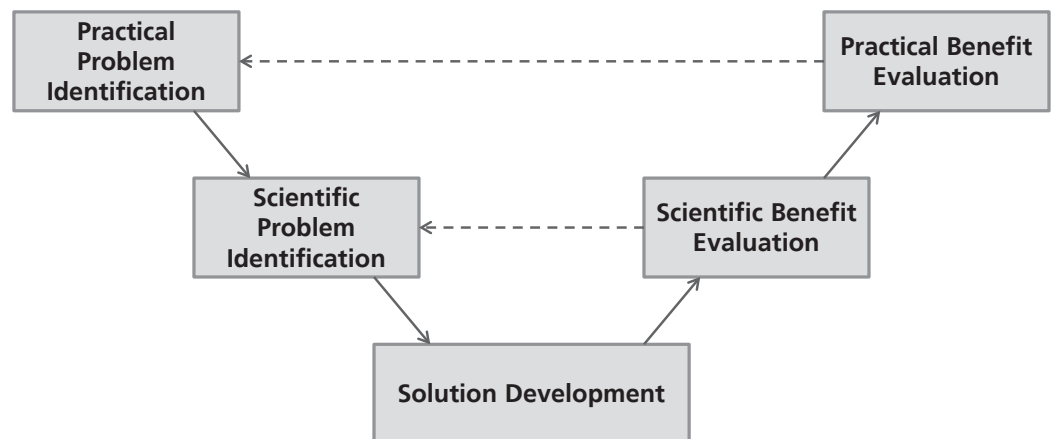 Practical
Problem
Identification
Practical Benefit
Evaluation
Scientific
Problem
Identification
Scientific Benefit
Evaluation
Solution Development